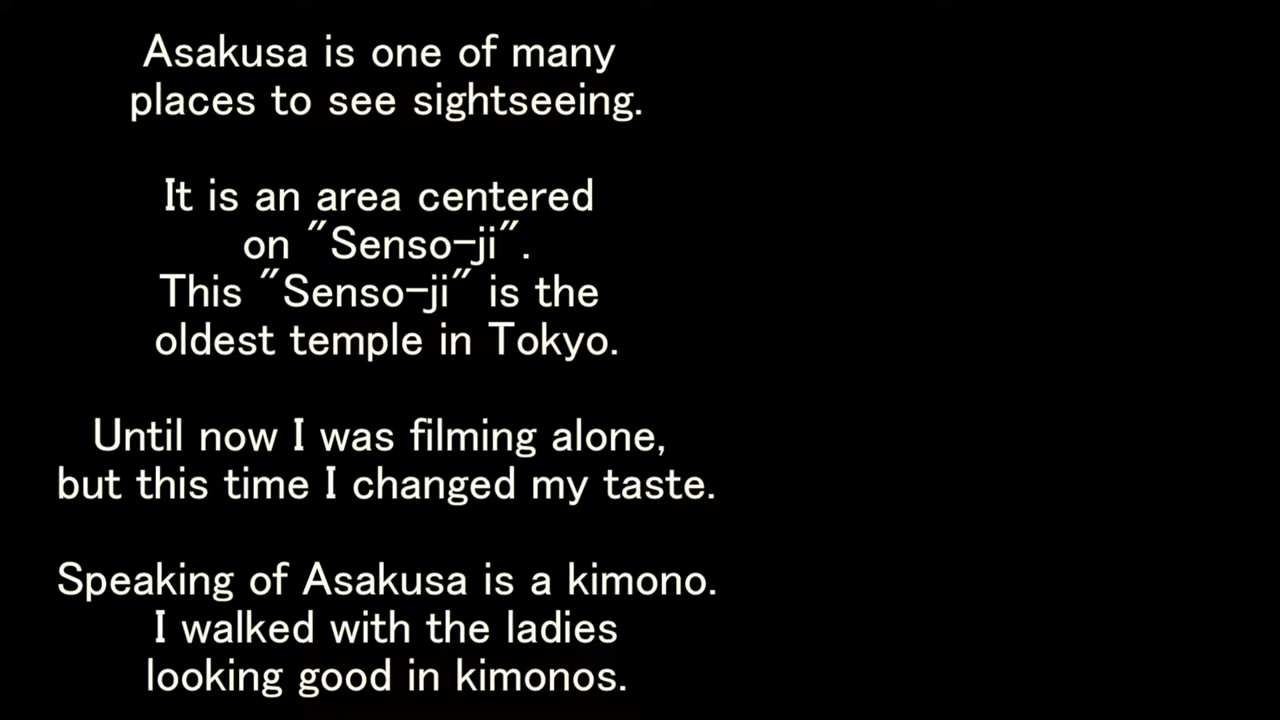 Asakusa is one of many
places to see sightseeing.
It is an area centered
on "Senso-ji".
This "Senso-ji" is the
oldest temple in Tokyo.
Until now I was filming alone,
but this time I changed my taste.
Speaking of Asakusa is a kimono.
I walked with the ladies
looking good in kimonos.